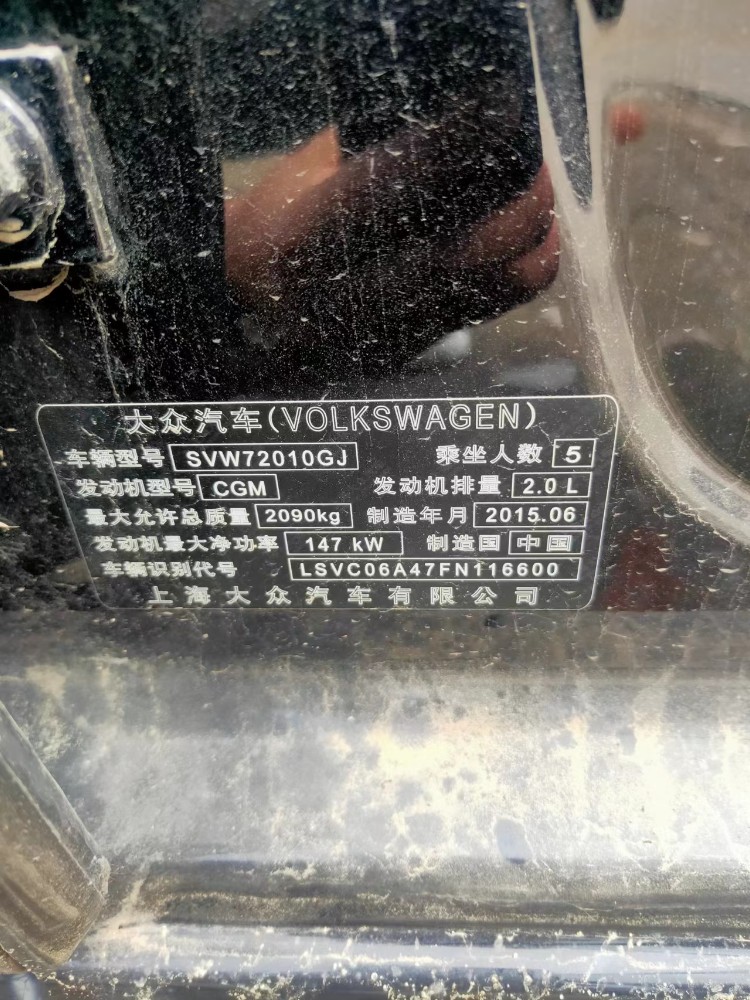 大众汽车(VOLKSWAGEN)
车辆型号 SVW72010GJ 乘坐人数 5
发动机型号 CGM 发动机排量 2.0 L
最大允许总质量 2090kg 制造年月 2015.06
发动机最大净功率 147 kW 制造国 中国
车辆识别代号 LSVC06A47FN116600
上海大众汽车有限公司